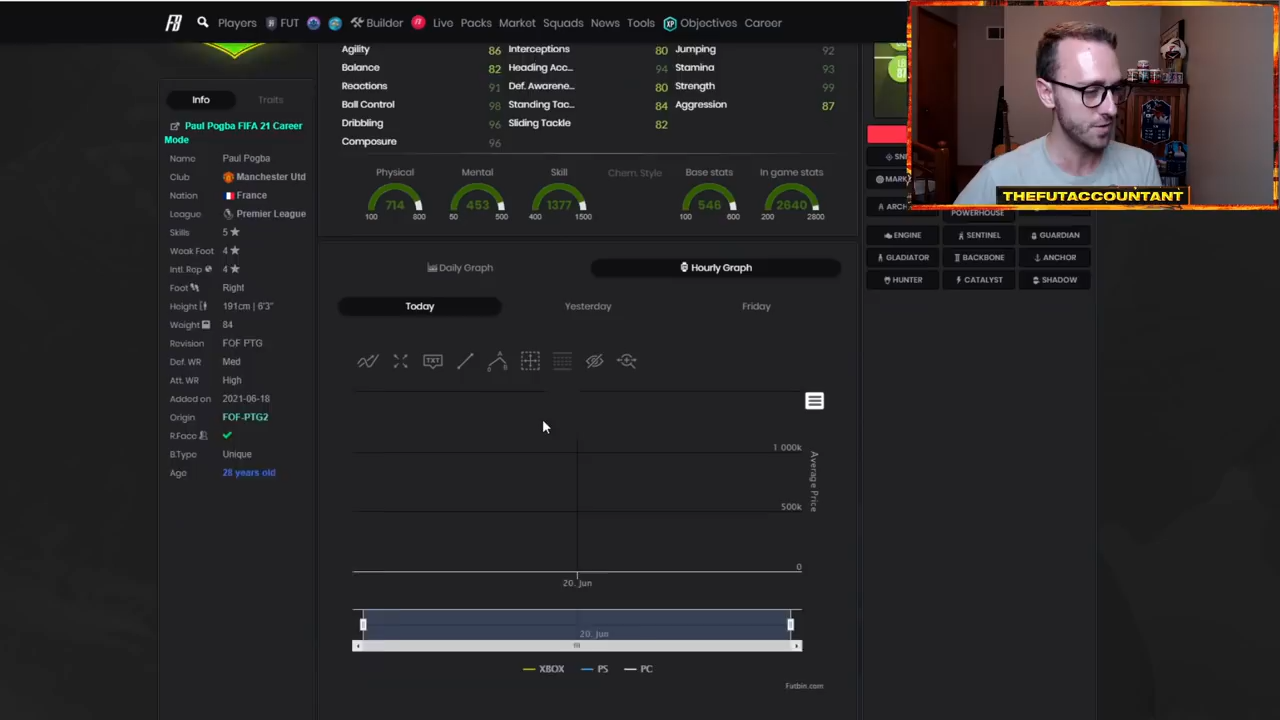 Players FUT Builder Live Packs Market Squads News Tools Objectives Career
Agility 86 Interceptions 80 Jumping 92
Balance 82 Heading Acc... 94 Stamina 93
Reactions 91 Def. Awarene... 80 Strength 99
Ball Control 98 Standing Tac... 84 Aggression 87
Dribbling 96 Sliding Tackle 82
Composure 96
Physical Mental Skill Chem. Style Base stats In game stats
714 453 1377 546 2640
100 800 50 500 400 1500 100 600 200 2800
Info Traits
Paul Pogba FIFA 21 Career Mode
Name Paul Pogba
Club Manchester Utd
Nation France
League Premier League
Skills 5
Weak Foot 4
Intl. Rep 4
Foot Right
Height 191cm | 6'3"
Weight 84
Revision FOF PTG
Def. WR Med
Att. WR High
Added on 2021-06-18
Origin FOF-PTG2
R.Face
B.Type Unique
Age 28 years old
Daily Graph Hourly Graph
Today Yesterday Friday
TXT
1 000k
500k
0
Average Price
20. Jun
20. Jun
XBOX PS PC
Futbin.com
LB
87
THEFUTACCOUNTANT
POWERHOUSE
ENGINE SENTINEL GUARDIAN
GLADIATOR BACKBONE ANCHOR
HUNTER CATALYST SHADOW